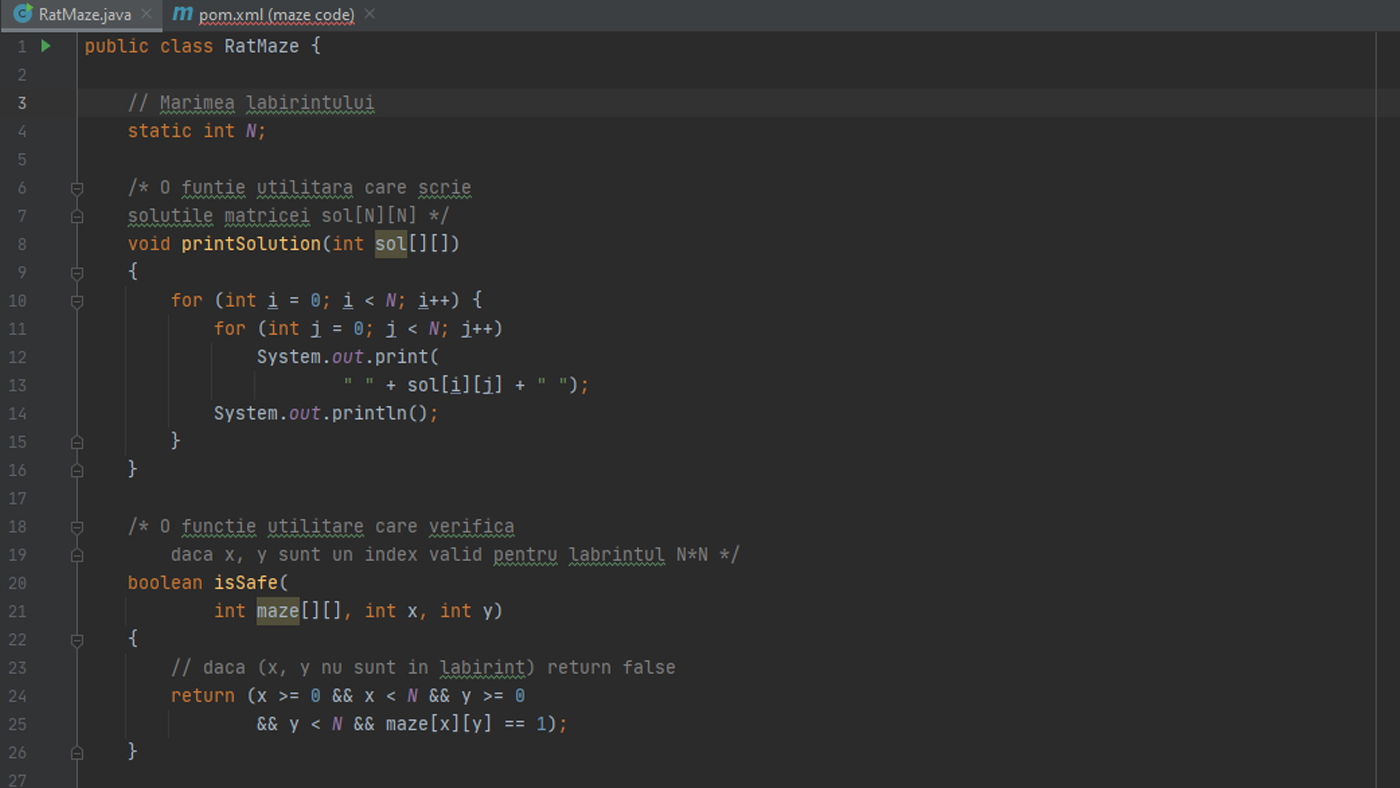 RatMaze.java pom.xml (maze code)
1 public class RatMaze {
2
3 // Marimea labirintului
4 static int N;
5
6 /* O funtie utilitara care scrie
7 solutile matricei sol[N][N] */
8 void printSolution(int sol[][])
9 {
10 for (int i = 0; i < N; i++) {
11 for (int j = 0; j < N; j++)
12 System.out.print(
13 " " + sol[i][j] + " ");
14 System.out.println();
15 }
16 }
17
18 /* O functie utilitare care verifica
19 daca x, y sunt un index valid pentru labrintul N*N */
20 boolean isSafe(
21 int maze[][], int x, int y)
22 {
23 // daca (x, y nu sunt in labirint) return false
24 return (x >= 0 && x < N && y >= 0
25 && y < N && maze[x][y] == 1);
26 }
27